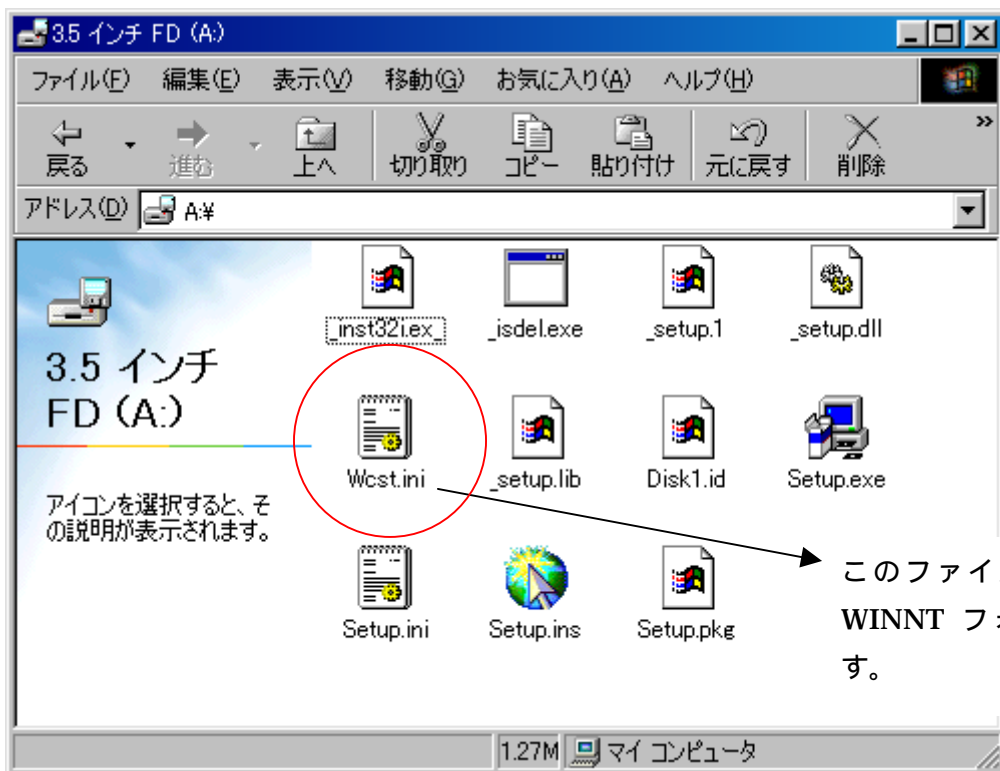 3.5 インチ FD (A:)
ファイル(F) 編集(E) 表示(V) 移動(G) お気に入り(A) ヘルプ(H)
戻る 進む 上へ 切り取り コピー 貼り付け 元に戻す 削除 »
アドレス(D) A:¥
3.5 インチ
FD (A:)
アイコンを選択すると、そ
の説明が表示されます。
_inst32i.ex_ _isdel.exe _setup.1 _setup.dll
Wcst.ini _setup.lib Disk1.id Setup.exe
Setup.ini Setup.ins Setup.pkg
このファイ
WINNT フォ
す。
1.27M マイ コンピュータ